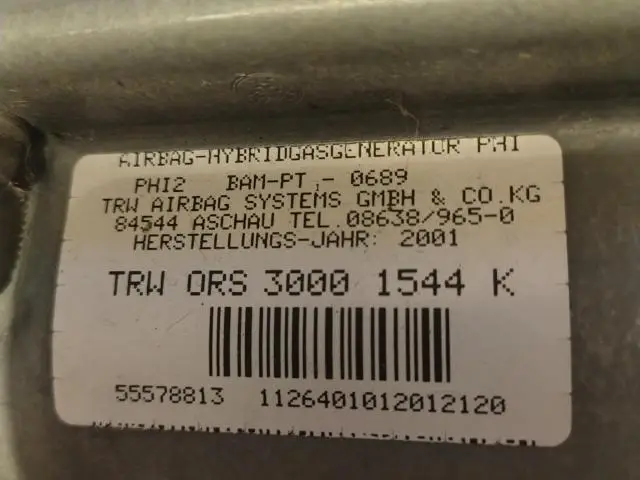 AIRBAG-HYBRIDGASGENERATOR PHI
PHI2 BAM-PT.- 0689
TRW AIRBAG SYSTEMS GMBH & CO.KG
84544 ASCHAU TEL.08638/965-0
HERSTELLUNGS-JAHR: 2001
TRW ORS 3000 1544 K
55578813 1126401012012120